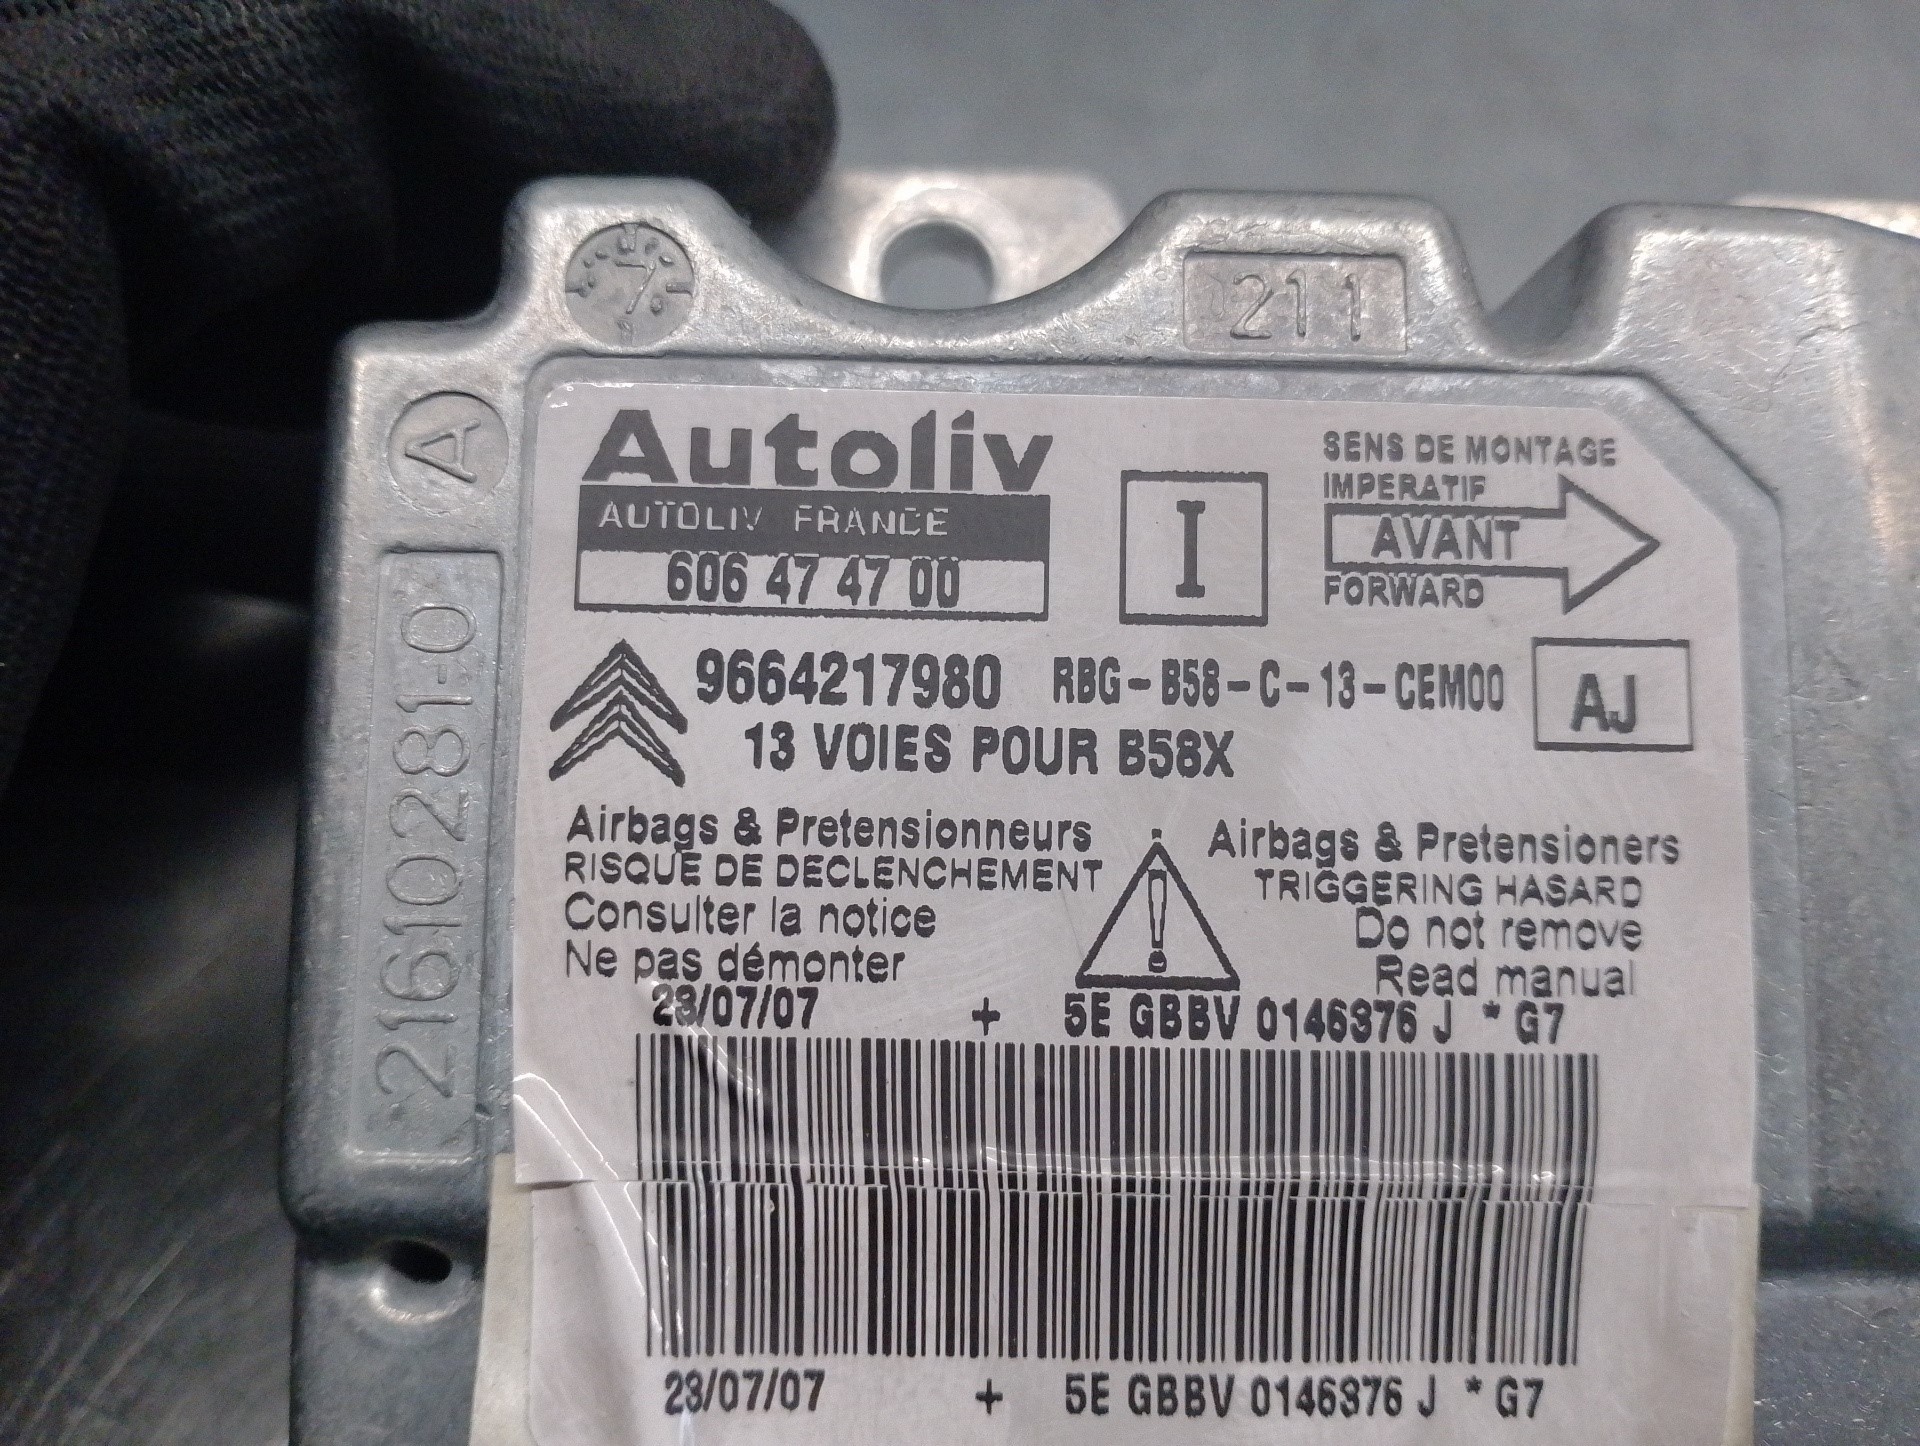 7
211
A
21610281-0
Autoliv
AUTOLIV FRANCE
606 47 47 00
I
SENS DE MONTAGE
IMPERATIF
AVANT
FORWARD
9664217980 RBG-B58-C-13-CEM00
AJ
13 VOIES POUR B58X
Airbags & Pretensionneurs
RISQUE DE DECLENCHEMENT
Consulter la notice
Ne pas démonter
Airbags & Pretensioners
TRIGGERING HASARD
Do not remove
Read manual
23/07/07 + 5E GBBV 0146376 J *G7
23/07/07 + 5E GBBV 0146376 J *G7